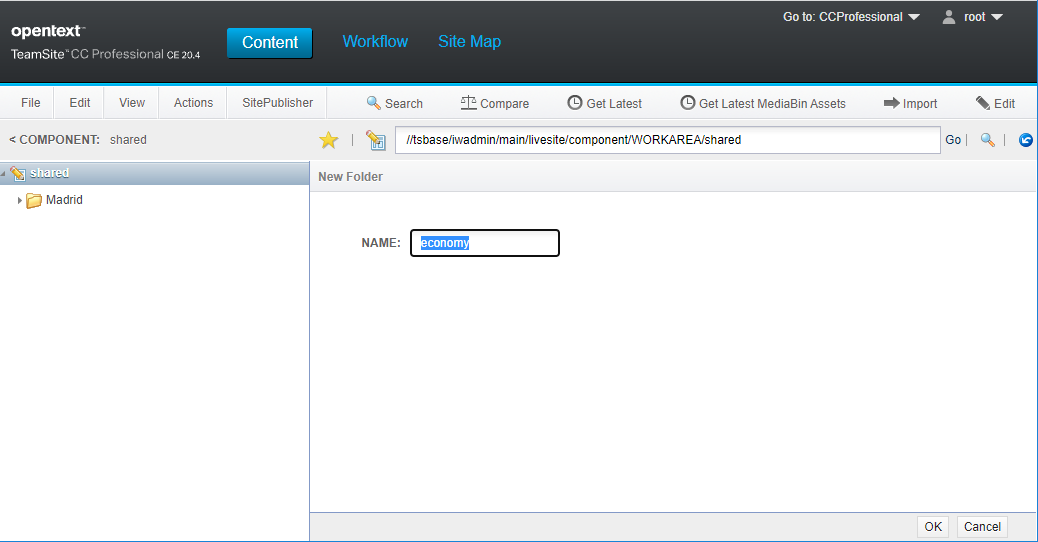 Go to: CCProfessional root
opentext™
TeamSite™ CC Professional CE 20.4
Content Workflow Site Map
File Edit View Actions SitePublisher Search Compare Get Latest Get Latest MediaBin Assets Import Edit
< COMPONENT: shared //tsbase/iwadmin/main/livesite/component/WORKAREA/shared Go
shared
New Folder
Madrid
NAME: economy
OK Cancel